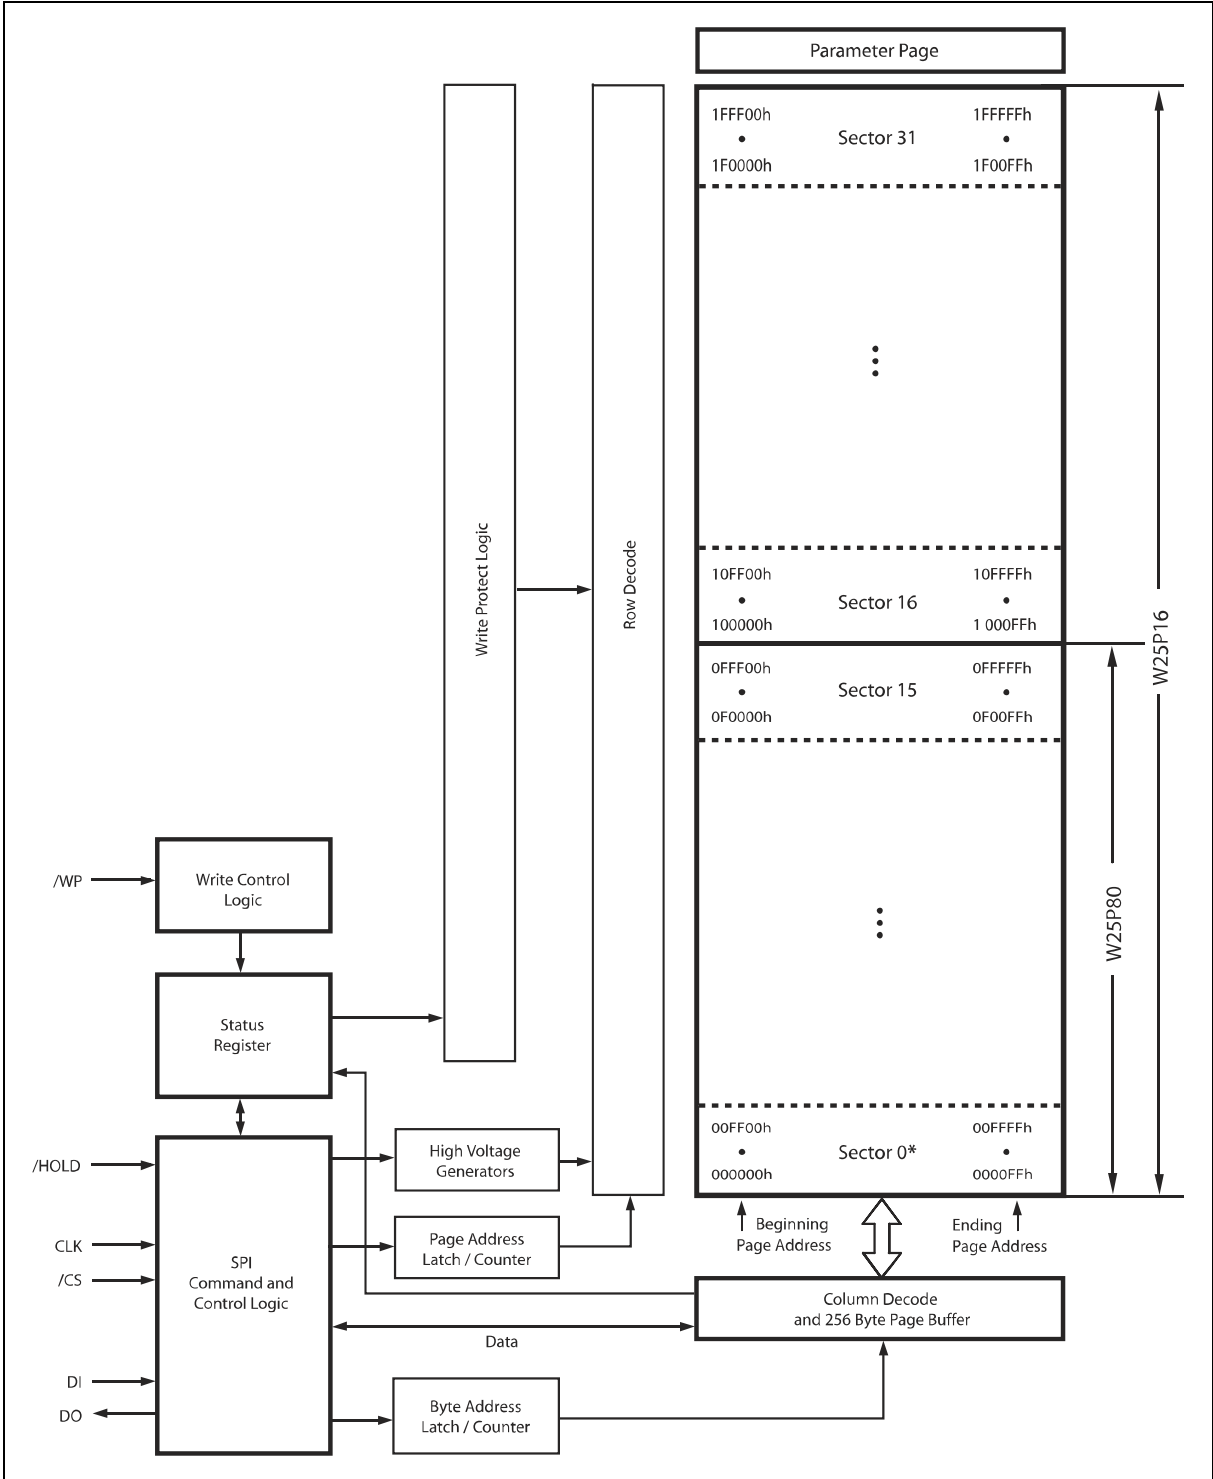 Parameter Page
1FFF00h
1FFFFFh
Sector 31
1F0000h
1F00FFh
Write Protect Logic
Row Decode
10FF00h
10FFFFh
Sector 16
100000h
1 000FFh
W25P16
0FFF00h
0FFFFFh
Sector 15
0F0000h
0F00FFh
W25P80
/WP
Write Control
Logic
Status
Register
00FF00h
00FFFFh
Sector 0*
000000h
0000FFh
/HOLD
High Voltage
Generators
Beginning
Page Address
Ending
Page Address
CLK
/CS
SPI
Command and
Control Logic
Page Address
Latch / Counter
Column Decode
and 256 Byte Page Buffer
Data
DI
DO
Byte Address
Latch / Counter